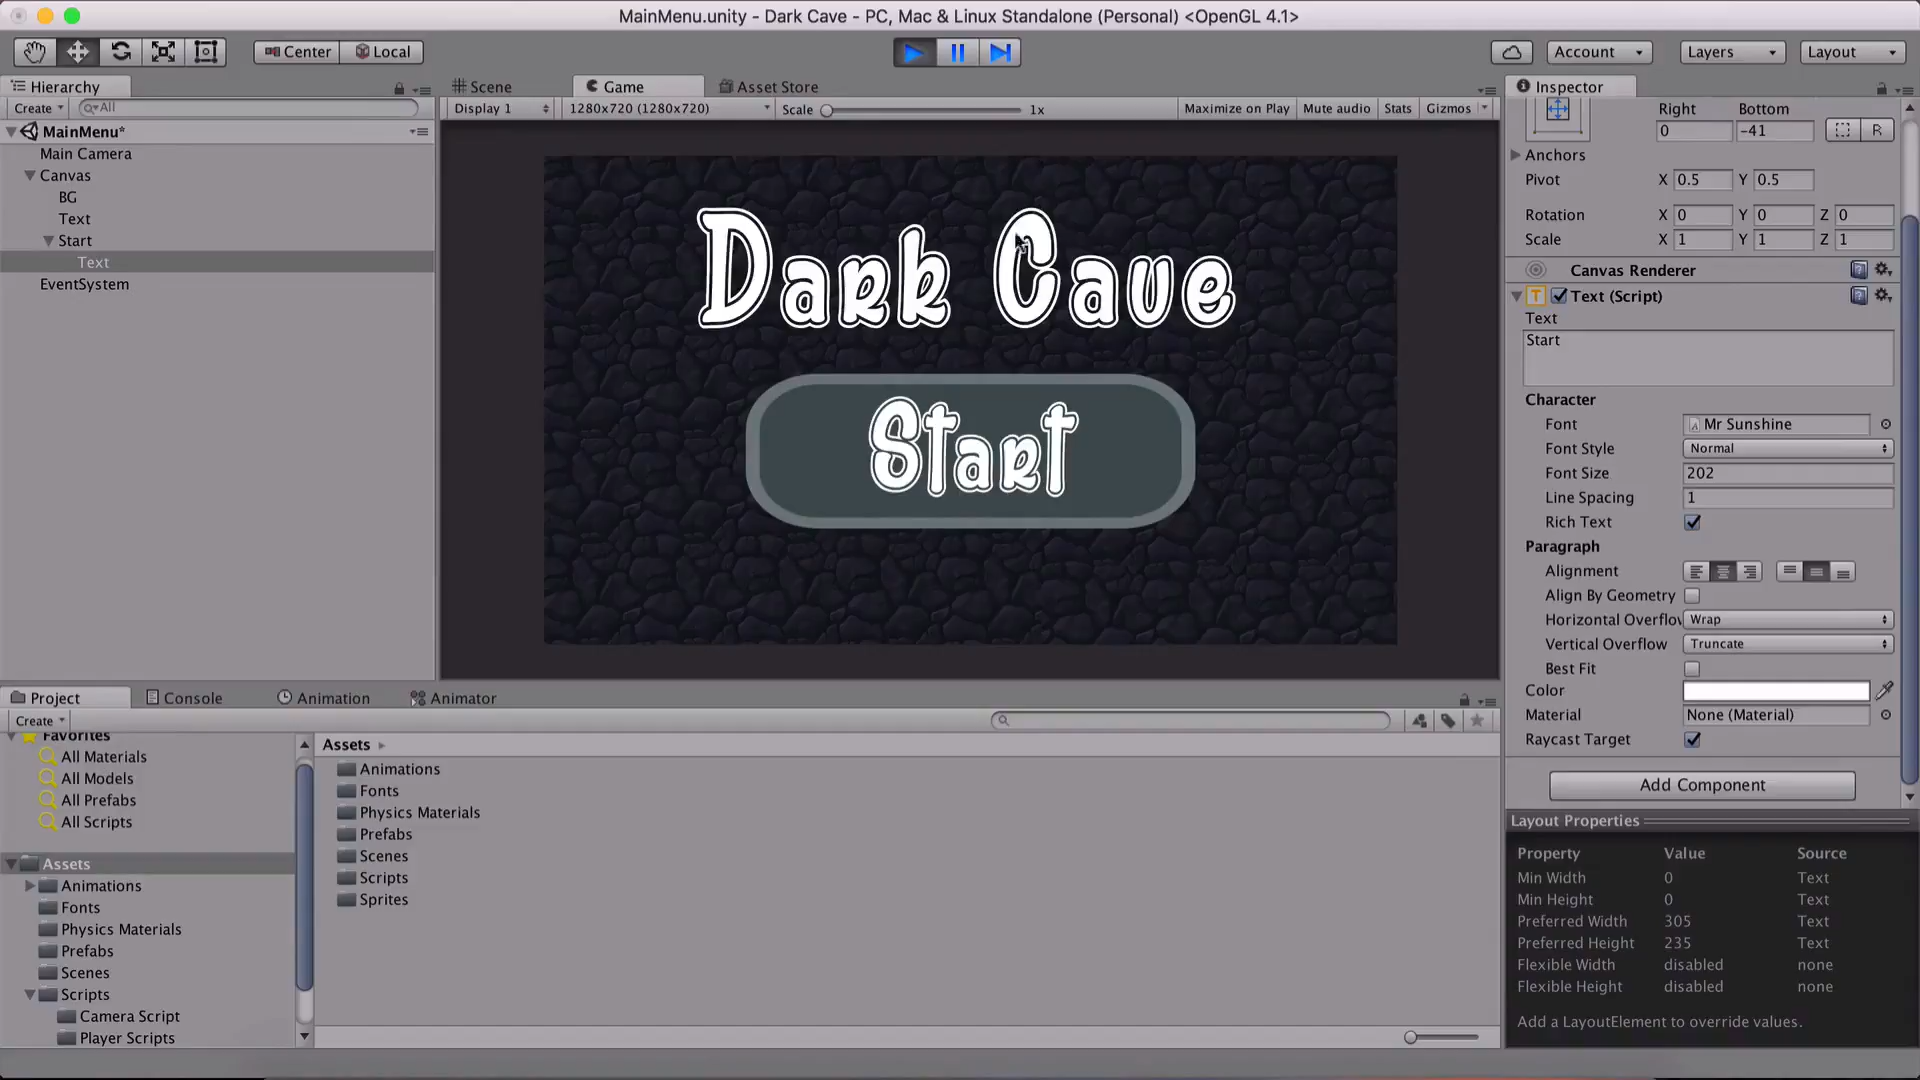 MainMenu.unity - Dark Cave - PC, Mac & Linux Standalone (Personal) <OpenGL 4.1>
Center Local Account Layers Layout
Hierarchy
Create All
MainMenu*
Main Camera
Canvas
BG
Text
Start
Text
EventSystem
Scene Game Asset Store
Display 1 1280x720 (1280x720) Scale 1x Maximize on Play Mute audio Stats Gizmos
Dark Cave
Start
Inspector
Right Bottom
0 -41 R
Anchors
Pivot X 0.5 Y 0.5
Rotation X 0 Y 0 Z 0
Scale X 1 Y 1 Z 1
Canvas Renderer
T Text (Script)
Text
Start
Character
Font Mr Sunshine
Font Style Normal
Font Size 202
Line Spacing 1
Rich Text
Paragraph
Alignment
Align By Geometry
Horizontal Overflow Wrap
Vertical Overflow Truncate
Best Fit
Color
Material None (Material)
Raycast Target
Add Component
Layout Properties
Property Value Source
Min Width 0 Text
Min Height 0 Text
Preferred Width 305 Text
Preferred Height 235 Text
Flexible Width disabled none
Flexible Height disabled none
Add a LayoutElement to override values.
Project Console Animation Animator
Create
Favorites
All Materials
All Models
All Prefabs
All Scripts
Assets
Animations
Fonts
Physics Materials
Prefabs
Scenes
Scripts
Camera Script
Player Scripts
Assets
Animations
Fonts
Physics Materials
Prefabs
Scenes
Scripts
Sprites